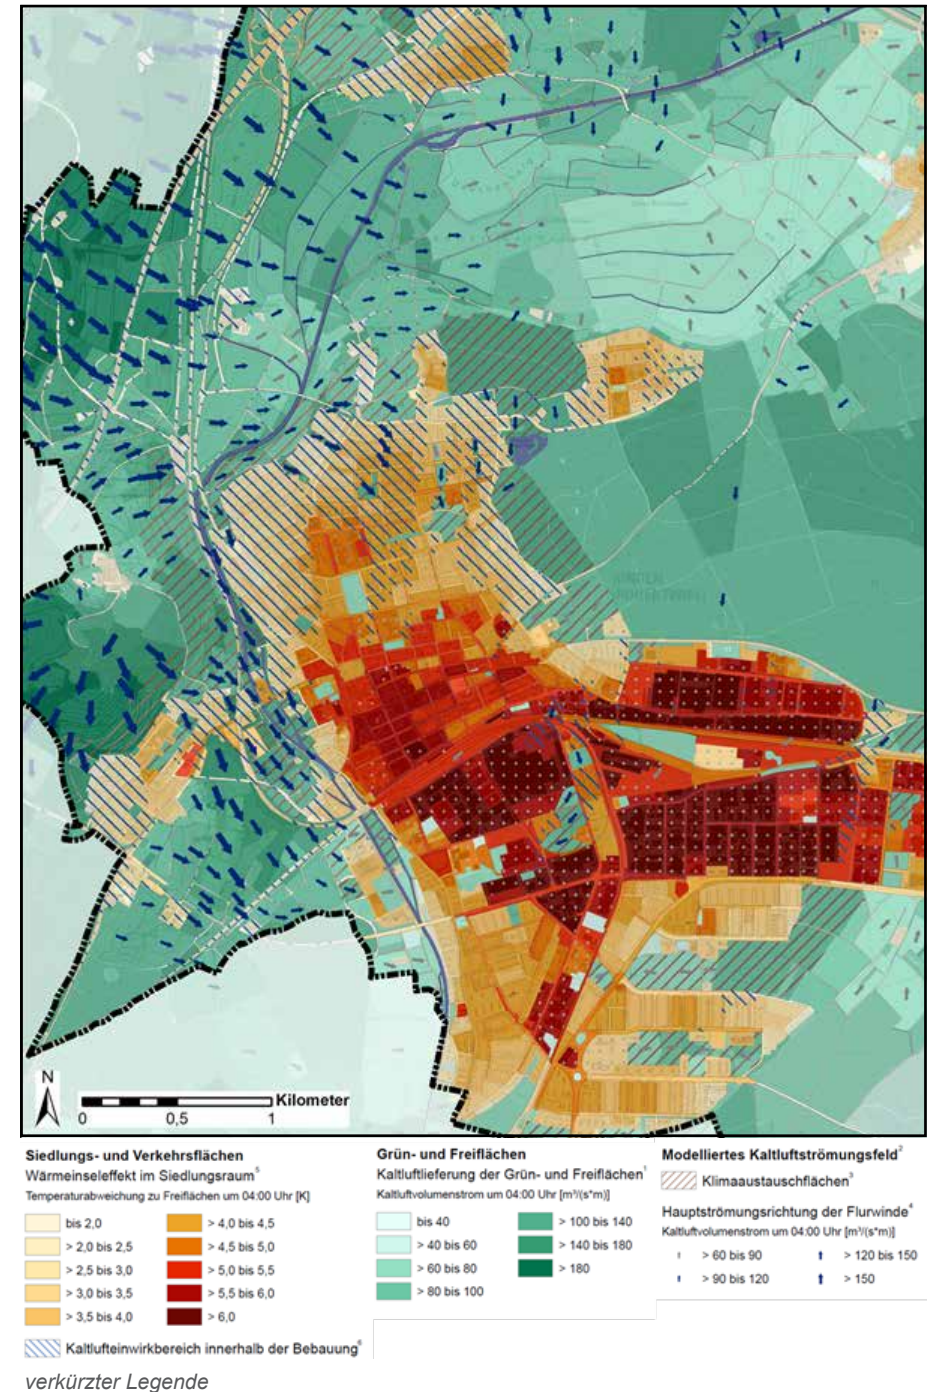 N
Kilometer
0 0,5 1
Siedlungs- und Verkehrsflächen
Wärmeinseleffekt im Siedlungsraum⁵
Temperaturabweichung zu Freiflächen um 04:00 Uhr [K]
bis 2,0
> 2,0 bis 2,5
> 2,5 bis 3,0
> 3,0 bis 3,5
> 3,5 bis 4,0
> 4,0 bis 4,5
> 4,5 bis 5,0
> 5,0 bis 5,5
> 5,5 bis 6,0
> 6,0
Kaltlufteinwirkbereich innerhalb der Bebauung⁶
Grün- und Freiflächen
Kaltluftlieferung der Grün- und Freiflächen¹
Kaltluftvolumenstrom um 04:00 Uhr [m³/(s*m)]
bis 40
> 40 bis 60
> 60 bis 80
> 80 bis 100
> 100 bis 140
> 140 bis 180
> 180
Modelliertes Kaltluftströmungsfeld²
Klimaaustauschflächen³
Hauptströmungsrichtung der Flurwinde⁴
Kaltluftvolumenstrom um 04:00 Uhr [m³/(s*m)]
> 60 bis 90
> 90 bis 120
> 120 bis 150
> 150
verkürzter Legende